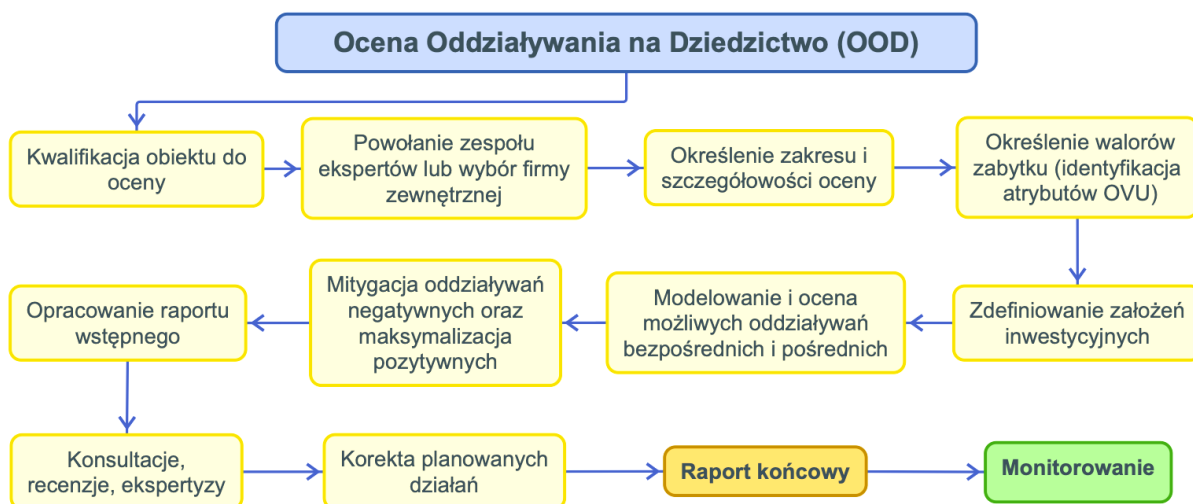 Ocena Oddziaływania na Dziedzictwo (OOD)
Kwalifikacja obiektu do
oceny
Powołanie zespołu
ekspertów lub wybór firmy
zewnętrznej
Określenie zakresu i
szczegółowości oceny
Określenie walorów
zabytku (identyfikacja
atrybutów OVU)
Zdefiniowanie założeń
inwestycyjnych
Modelowanie i ocena
możliwych oddziaływań
bezpośrednich i pośrednich
Mitygacja oddziaływań
negatywnych oraz
maksymalizacja
pozytywnych
Opracowanie raportu
wstępnego
Konsultacje,
recenzje, ekspertyzy
Korekta planowanych
działań
Raport końcowy
Monitorowanie